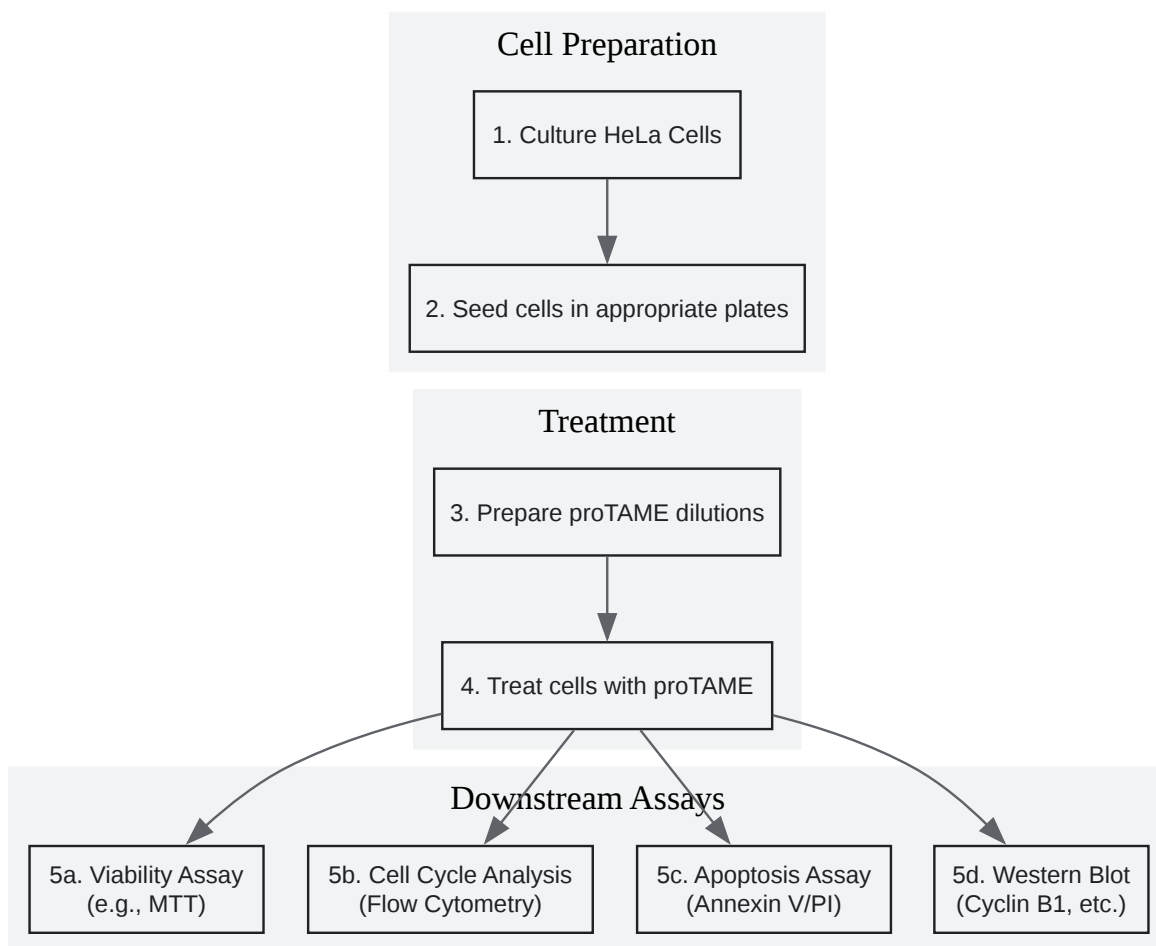 Cell Preparation
1. Culture HeLa Cells
2. Seed cells in appropriate plates
Treatment
3. Prepare proTAME dilutions
4. Treat cells with proTAME
Downstream Assays
5a. Viability Assay
(e.g., MTT)
5b. Cell Cycle Analysis
(Flow Cytometry)
5c. Apoptosis Assay
(Annexin V/PI)
5d. Western Blot
(Cyclin B1, etc.)